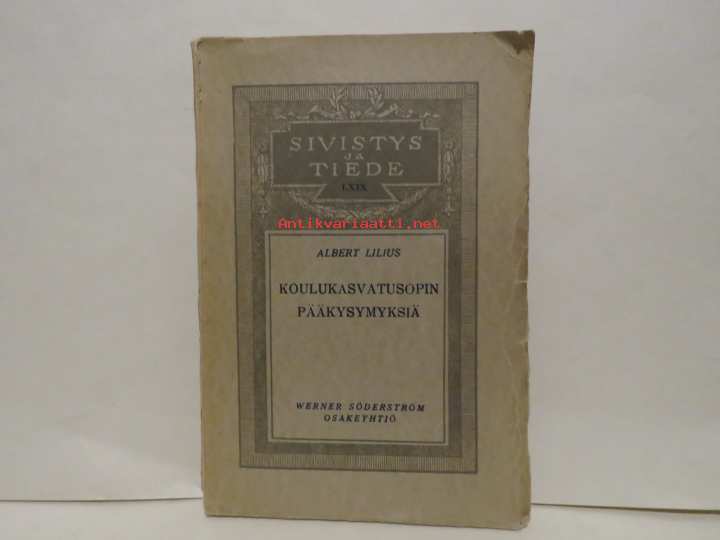 SIVISTYS
JA
TIEDE
LXIX
Antikvariaatti.net
ALBERT LILIUS
KOULUKASVATUSOPIN
PÄÄKYSYMYKSIÄ
WERNER SÖDERSTRÖM
OSAKEYHTIÖ